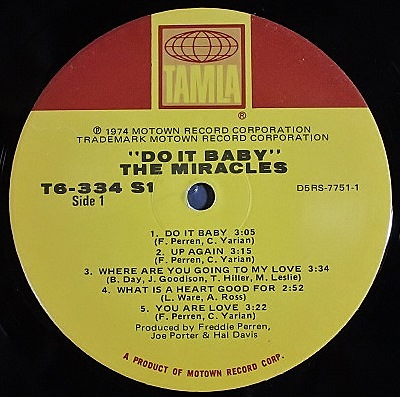 TAMLA
®
℗ 1974 MOTOWN RECORD CORPORATION
TRADEMARK MOTOWN RECORD CORPORATION
"DO IT BABY"
THE MIRACLES
T6-334 S1
D5RS-7751-1
Side 1
1. DO IT BABY 3:05
(F. Perren, C. Yarian)
2. UP AGAIN 3:15
(F. Perren, C. Yarian)
3. WHERE ARE YOU GOING TO MY LOVE 3:34
(B. Day, J. Goodison, T. Hiller, M. Leslie)
4. WHAT IS A HEART GOOD FOR 2:52
(L. Ware, A. Ross)
5. YOU ARE LOVE 3:22
(F. Perren, C. Yarian)
Produced by Freddie Perren,
Joe Porter & Hal Davis
A PRODUCT OF MOTOWN RECORD CORP.